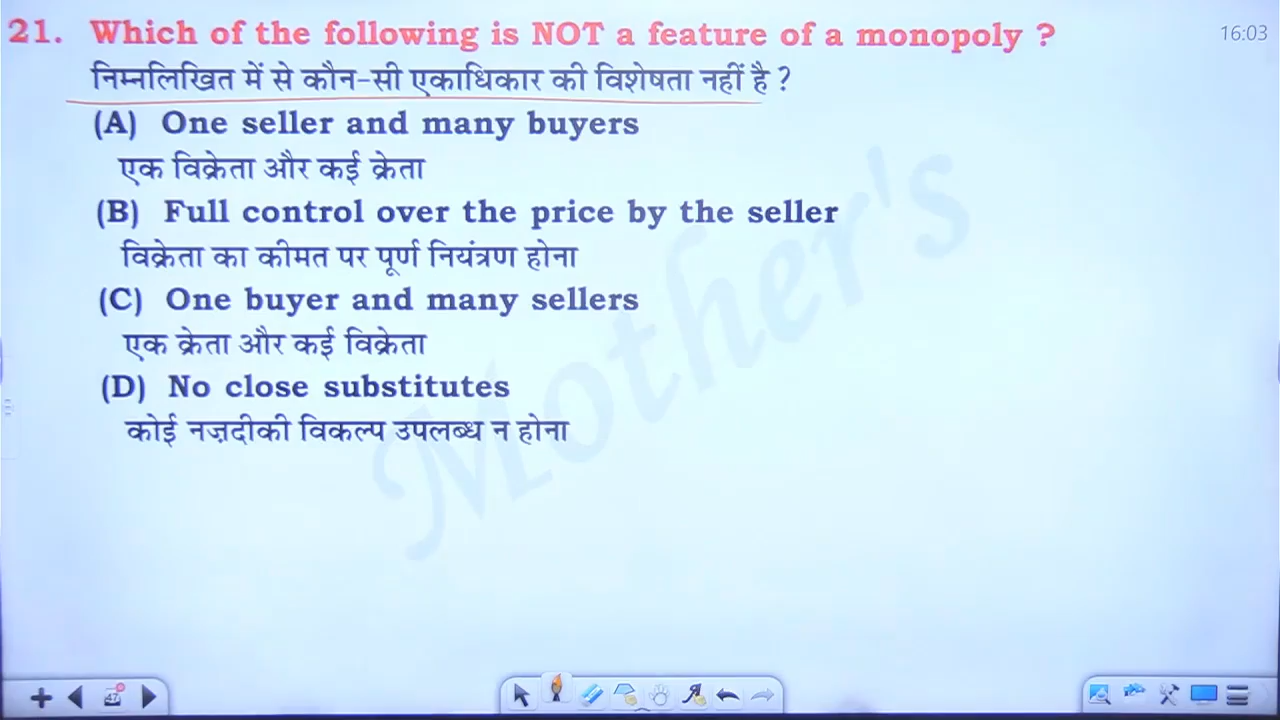 21. Which of the following is NOT a feature of a monopoly ?
16:03
निम्नलिखित में से कौन-सी एकाधिकार की विशेषता नहीं है ?
(A) One seller and many buyers
एक विक्रेता और कई क्रेता
(B) Full control over the price by the seller
विक्रेता का कीमत पर पूर्ण नियंत्रण होना
(C) One buyer and many sellers
एक क्रेता और कई विक्रेता
(D) No close substitutes
कोई नज़दीकी विकल्प उपलब्ध न होना
Mother's
47